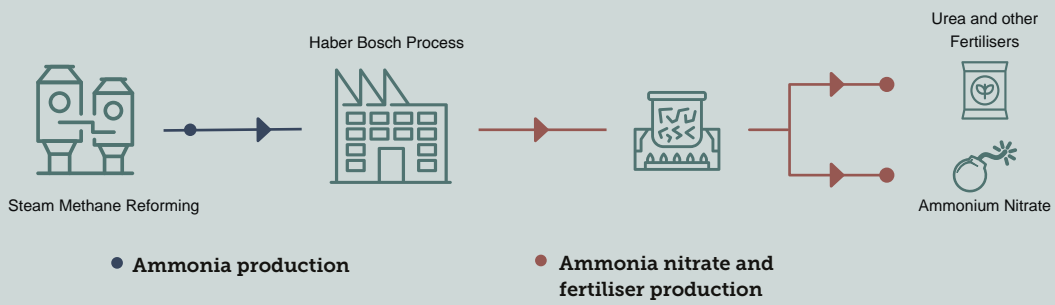 Urea and other
Fertilisers
Haber Bosch Process
Steam Methane Reforming
Ammonium Nitrate
Ammonia production
Ammonia nitrate and
fertiliser production